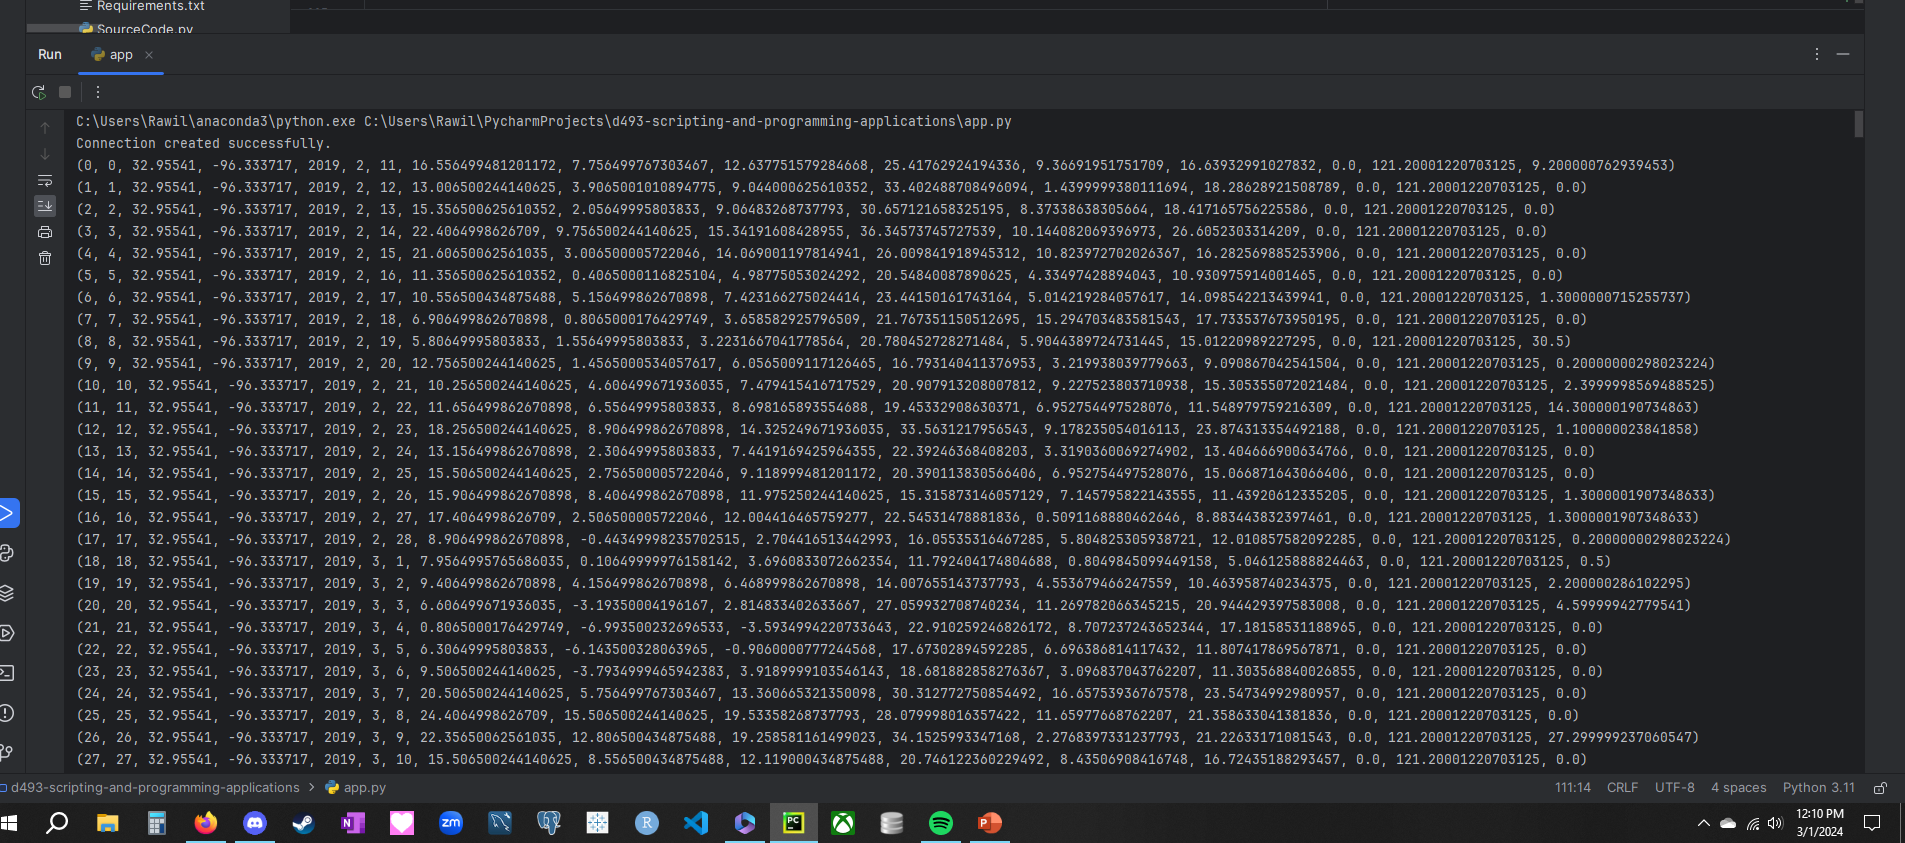 Requirements.txt
SourceCode.py
Run app
C:\Users\Rawil\anaconda3\python.exe C:\Users\Rawil\PycharmProjects\d493-scripting-and-programming-applications\app.py
Connection created successfully.
(0, 0, 32.95541, -96.333717, 2019, 2, 11, 16.556499481201172, 7.756499767303467, 12.637751579284668, 25.41762924194336, 9.36691951751709, 16.63932991027832, 0.0, 121.20001220703125, 9.200000762939453)
(1, 1, 32.95541, -96.333717, 2019, 2, 12, 13.006500244140625, 3.9065001010894775, 9.044000625610352, 33.402488708496094, 1.4399999380111694, 18.28628921508789, 0.0, 121.20001220703125, 0.0)
(2, 2, 32.95541, -96.333717, 2019, 2, 13, 15.356500625610352, 2.05649995803833, 9.06483268737793, 30.657121658325195, 8.37338638305664, 18.417165756225586, 0.0, 121.20001220703125, 0.0)
(3, 3, 32.95541, -96.333717, 2019, 2, 14, 22.4064998626709, 9.756500244140625, 15.34191608428955, 36.34573745727539, 10.144082069396973, 26.6052303314209, 0.0, 121.20001220703125, 0.0)
(4, 4, 32.95541, -96.333717, 2019, 2, 15, 21.606500625610352, 3.006500005722046, 14.069001197814941, 26.009841918945312, 10.823972702026367, 16.282569885253906, 0.0, 121.20001220703125, 0.0)
(5, 5, 32.95541, -96.333717, 2019, 2, 16, 11.356500625610352, 0.4065000116825104, 4.98775053024292, 20.54840087890625, 4.33497428894043, 10.930975914001465, 0.0, 121.20001220703125, 0.0)
(6, 6, 32.95541, -96.333717, 2019, 2, 17, 10.556500434875488, 5.156499862670898, 7.423166275024414, 23.44150161743164, 5.014219284057617, 14.098542213439941, 0.0, 121.20001220703125, 1.3000000715255737)
(7, 7, 32.95541, -96.333717, 2019, 2, 18, 6.906499862670898, 0.8065000176429749, 3.658582925796509, 21.767351150512695, 15.294703483581543, 17.733537673950195, 0.0, 121.20001220703125, 0.0)
(8, 8, 32.95541, -96.333717, 2019, 2, 19, 5.80649995803833, 1.55649995803833, 3.2231667041778564, 20.780452728271484, 5.9044389724731445, 15.01220989227295, 0.0, 121.20001220703125, 30.5)
(9, 9, 32.95541, -96.333717, 2019, 2, 20, 12.756500244140625, 1.4565000534057617, 6.0565009117126465, 16.793140411376953, 3.219938039779663, 9.090867042541504, 0.0, 121.20001220703125, 0.20000000298023224)
(10, 10, 32.95541, -96.333717, 2019, 2, 21, 10.256500244140625, 4.606499671936035, 7.479415416717529, 20.907913208007812, 9.227523803710938, 15.305355072021484, 0.0, 121.20001220703125, 2.3999998569488525)
(11, 11, 32.95541, -96.333717, 2019, 2, 22, 11.656499862670898, 6.55649995803833, 8.698165893554688, 19.45332908630371, 6.952754497528076, 11.548979759216309, 0.0, 121.20001220703125, 14.300000190734863)
(12, 12, 32.95541, -96.333717, 2019, 2, 23, 18.256500244140625, 8.906499862670898, 14.325249671936035, 33.5631217956543, 9.178235054016113, 23.874313354492188, 0.0, 121.20001220703125, 1.100000023841858)
(13, 13, 32.95541, -96.333717, 2019, 2, 24, 13.156499862670898, 2.306499995803833, 7.4419169425964355, 22.39246368408203, 3.3190360069274902, 13.404666900634766, 0.0, 121.20001220703125, 0.0)
(14, 14, 32.95541, -96.333717, 2019, 2, 25, 15.506500244140625, 2.756500005722046, 9.118999481201172, 20.390113830566406, 6.952754497528076, 15.066871643066406, 0.0, 121.20001220703125, 0.0)
(15, 15, 32.95541, -96.333717, 2019, 2, 26, 15.906499862670898, 8.406499862670898, 11.975250244140625, 15.315873146057129, 7.145795822143555, 11.43920612335205, 0.0, 121.20001220703125, 1.3000001907348633)
(16, 16, 32.95541, -96.333717, 2019, 2, 27, 17.4064998626709, 2.506500005722046, 12.004416465759277, 22.54531478881836, 0.5091168880462646, 8.883443832397461, 0.0, 121.20001220703125, 1.3000001907348633)
(17, 17, 32.95541, -96.333717, 2019, 2, 28, 8.906499862670898, -0.44349998235702515, 2.704416513442993, 16.05535316467285, 5.804825305938721, 12.010857582092285, 0.0, 121.20001220703125, 0.20000000298023224)
(18, 18, 32.95541, -96.333717, 2019, 3, 1, 7.9564995765686035, 0.10649999976158142, 3.6960833072662354, 11.792404174804688, 0.8049845099449158, 5.046125888824463, 0.0, 121.20001220703125, 0.5)
(19, 19, 32.95541, -96.333717, 2019, 3, 2, 9.406499862670898, 4.156499862670898, 6.468999862670898, 14.007655143737793, 4.553679466247559, 10.463958740234375, 0.0, 121.20001220703125, 2.200000286102295)
(20, 20, 32.95541, -96.333717, 2019, 3, 3, 6.606499671936035, -3.19350004196167, 2.814833402633667, 27.059932708740234, 11.269782066345215, 20.944429397583008, 0.0, 121.20001220703125, 4.59999942779541)
(21, 21, 32.95541, -96.333717, 2019, 3, 4, 0.8065000176429749, -6.993500232696533, -3.5934994220733643, 22.910259246826172, 8.707237243652344, 17.18158531188965, 0.0, 121.20001220703125, 0.0)
(22, 22, 32.95541, -96.333717, 2019, 3, 5, 6.30649995803833, -6.143500328063965, -0.9060000777244568, 17.67302894592285, 6.696386814117432, 11.807417869567871, 0.0, 121.20001220703125, 0.0)
(23, 23, 32.95541, -96.333717, 2019, 3, 6, 9.506500244140625, -3.7934999465942383, 3.9189999103546143, 18.681882858276367, 3.096837043762207, 11.303568840026855, 0.0, 121.20001220703125, 0.0)
(24, 24, 32.95541, -96.333717, 2019, 3, 7, 20.506500244140625, 5.756499767303467, 13.360665321350098, 30.312772750854492, 16.65753936767578, 23.54734992980957, 0.0, 121.20001220703125, 0.0)
(25, 25, 32.95541, -96.333717, 2019, 3, 8, 24.4064998626709, 15.506500244140625, 19.53358268737793, 28.079998016357422, 11.65977668762207, 21.358633041381836, 0.0, 121.20001220703125, 0.0)
(26, 26, 32.95541, -96.333717, 2019, 3, 9, 22.35650062561035, 12.806500434875488, 19.258581161499023, 34.1525993347168, 2.2768397331237793, 21.22633171081543, 0.0, 121.20001220703125, 27.299999237060547)
(27, 27, 32.95541, -96.333717, 2019, 3, 10, 15.506500244140625, 8.556500434875488, 12.119000434875488, 20.746122360229492, 8.43506908416748, 16.72435188293457, 0.0, 121.20001220703125, 0.0)
d493-scripting-and-programming-applications > app.py 111:14 CRLF UTF-8 4 spaces Python 3.11
12:10 PM
3/1/2024